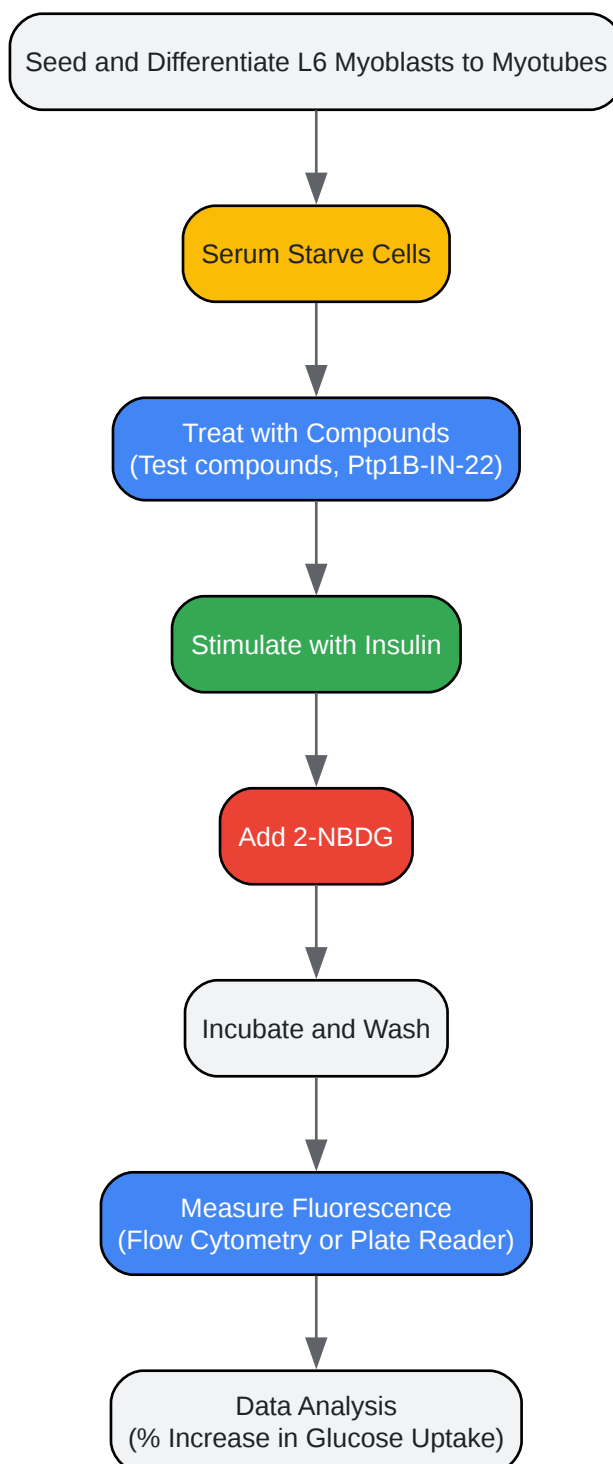 Seed and Differentiate L6 Myoblasts to Myotubes
Serum Starve Cells
Treat with Compounds
(Test compounds, Ptp1B-IN-22)
Stimulate with Insulin
Add 2-NBDG
Incubate and Wash
Measure Fluorescence
(Flow Cytometry or Plate Reader)
Data Analysis
(% Increase in Glucose Uptake)